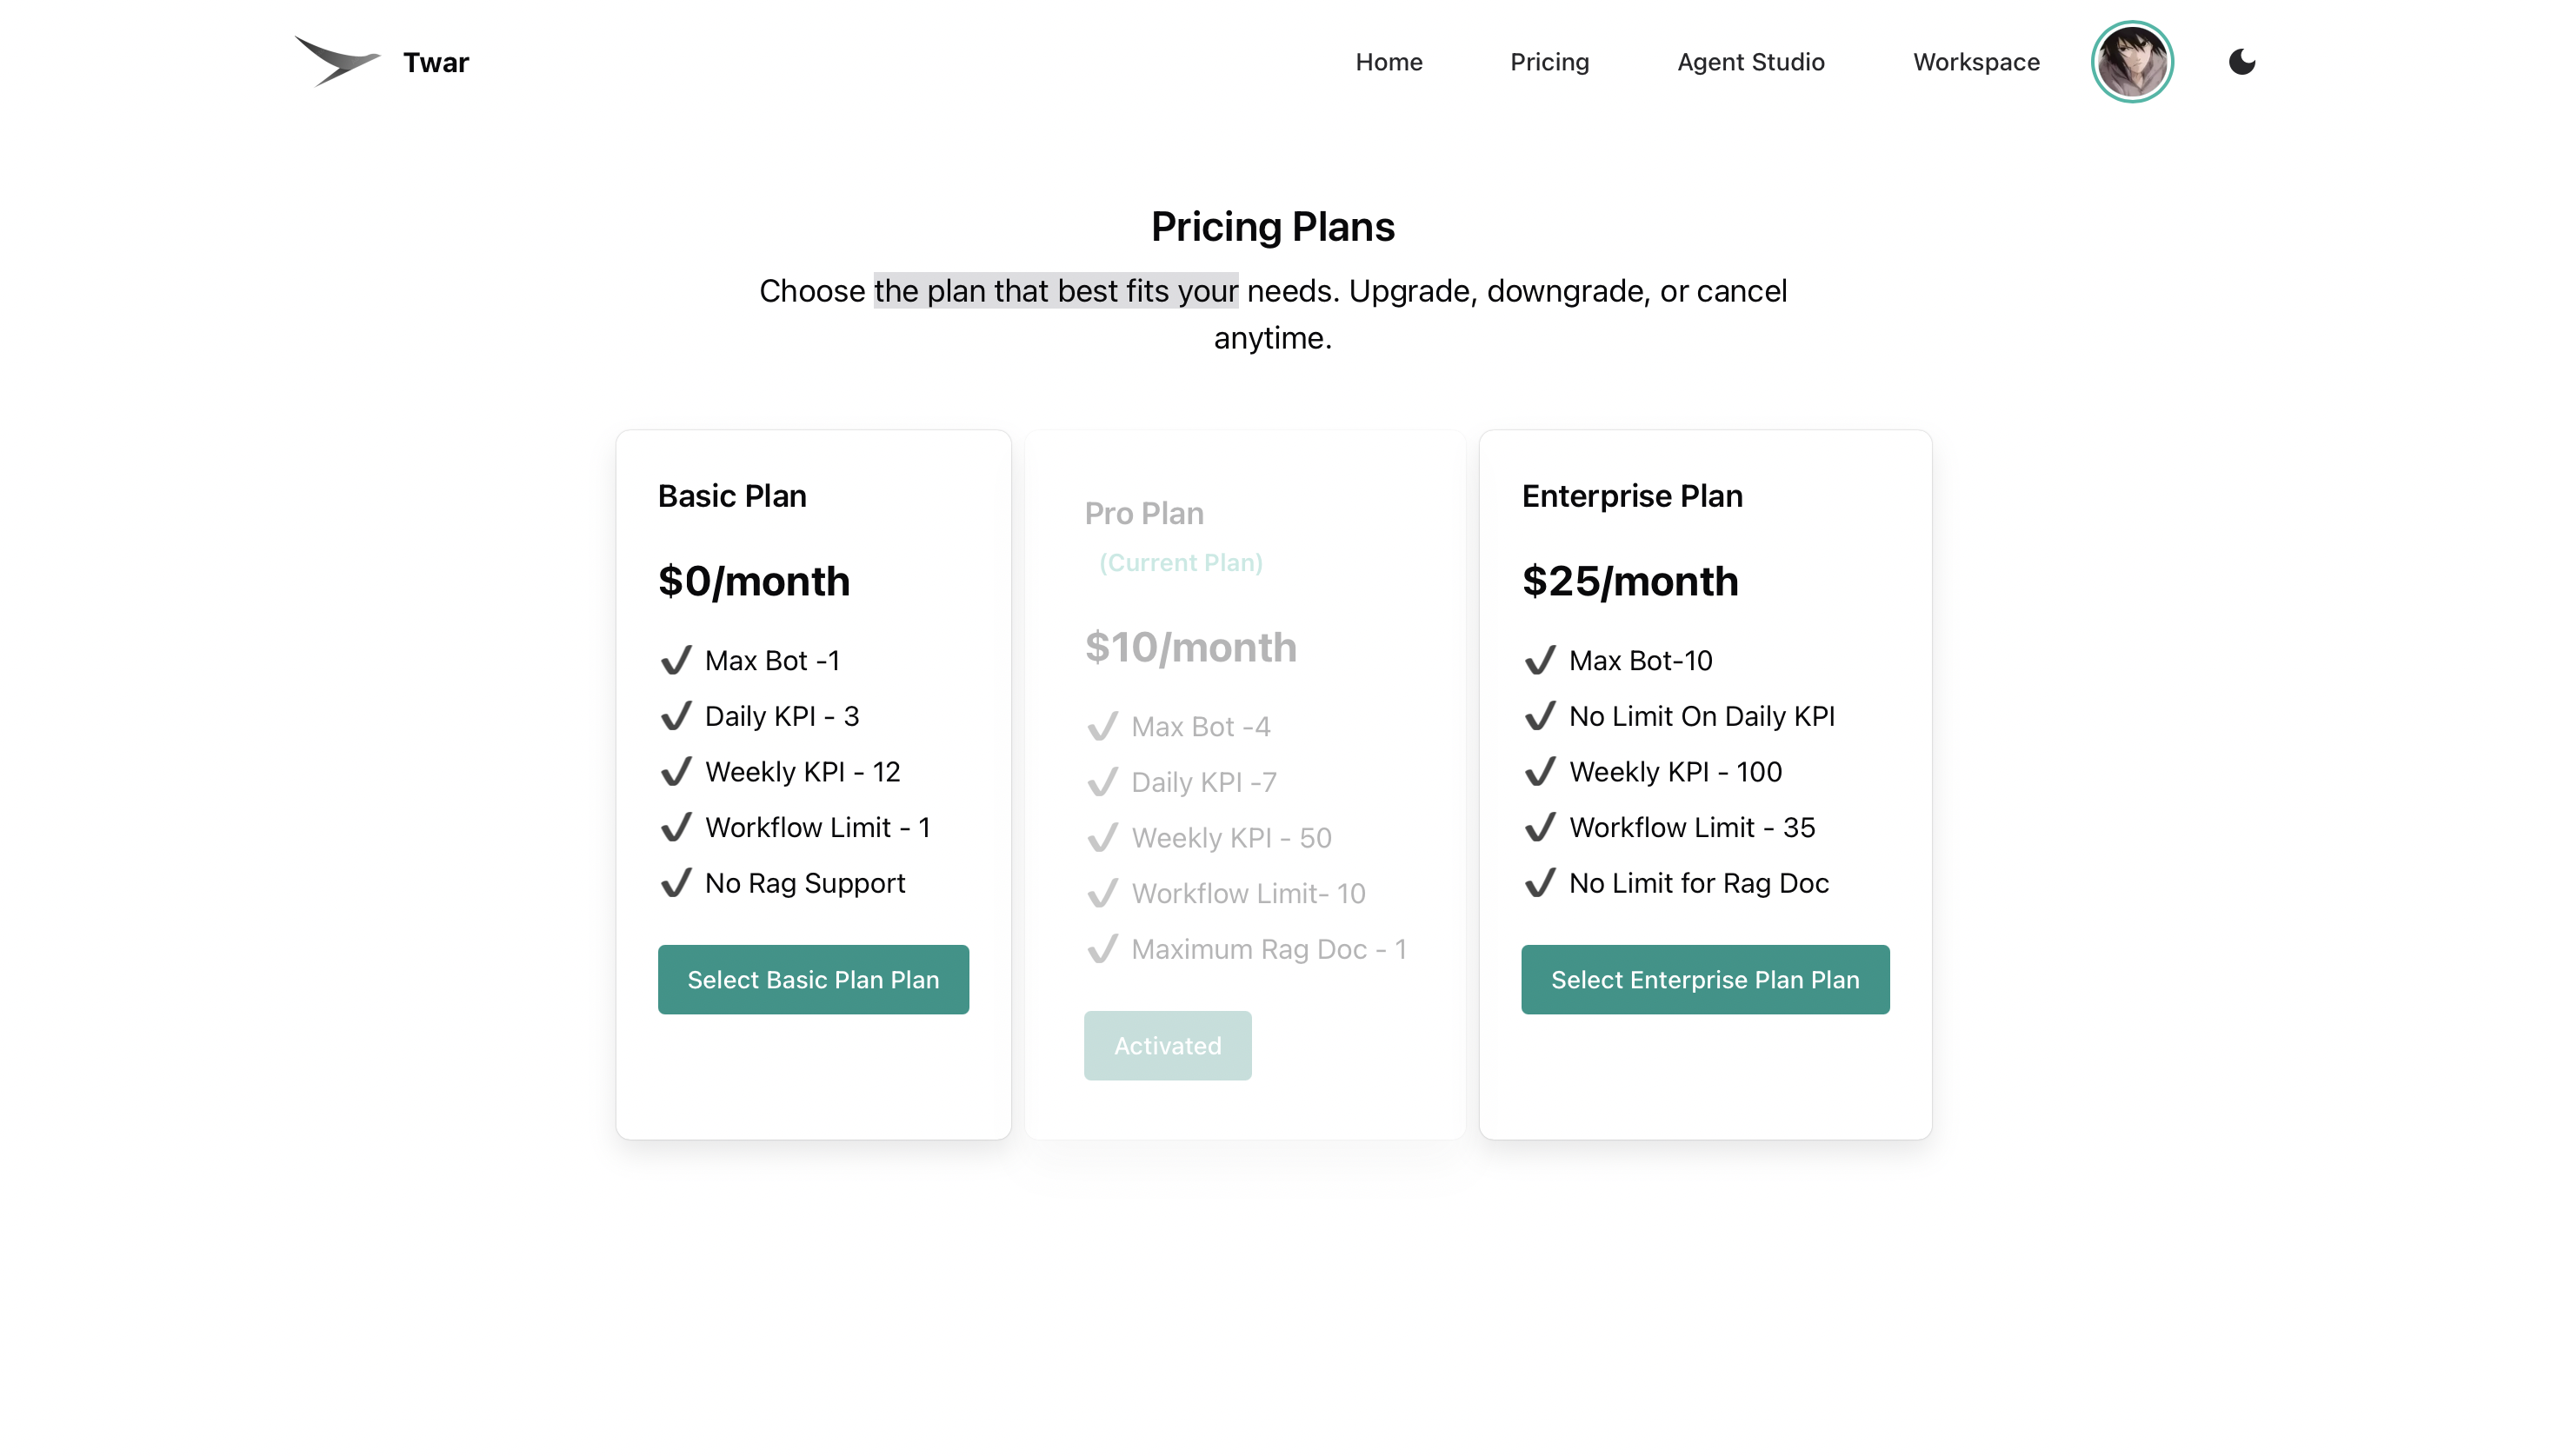 Twar
Home
Pricing
Agent Studio
Workspace
Pricing Plans
Choose the plan that best fits your needs. Upgrade, downgrade, or cancel
anytime.
Basic Plan
$0/month
✔ Max Bot -1
✔ Daily KPI - 3
✔ Weekly KPI - 12
✔ Workflow Limit - 1
✔ No Rag Support
Select Basic Plan Plan
Pro Plan
(Current Plan)
$10/month
✔ Max Bot -4
✔ Daily KPI -7
✔ Weekly KPI - 50
✔ Workflow Limit- 10
✔ Maximum Rag Doc - 1
Activated
Enterprise Plan
$25/month
✔ Max Bot-10
✔ No Limit On Daily KPI
✔ Weekly KPI - 100
✔ Workflow Limit - 35
✔ No Limit for Rag Doc
Select Enterprise Plan Plan